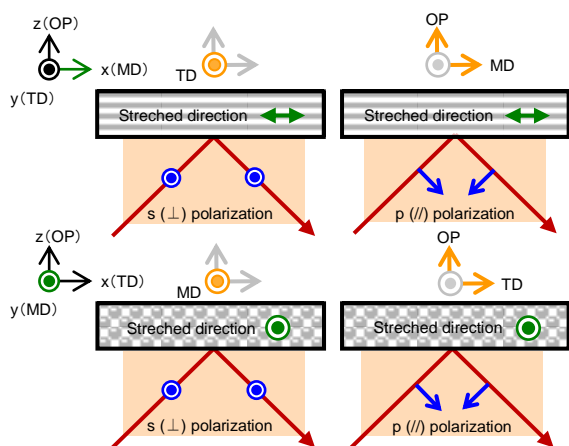 z(OP)
OP
x(MD)
TD
MD
y(TD)
Streched direction
Streched direction
s (⊥) polarization
p (//) polarization
z(OP)
OP
x(TD)
MD
TD
y(MD)
Streched direction
Streched direction
s (⊥) polarization
p (//) polarization